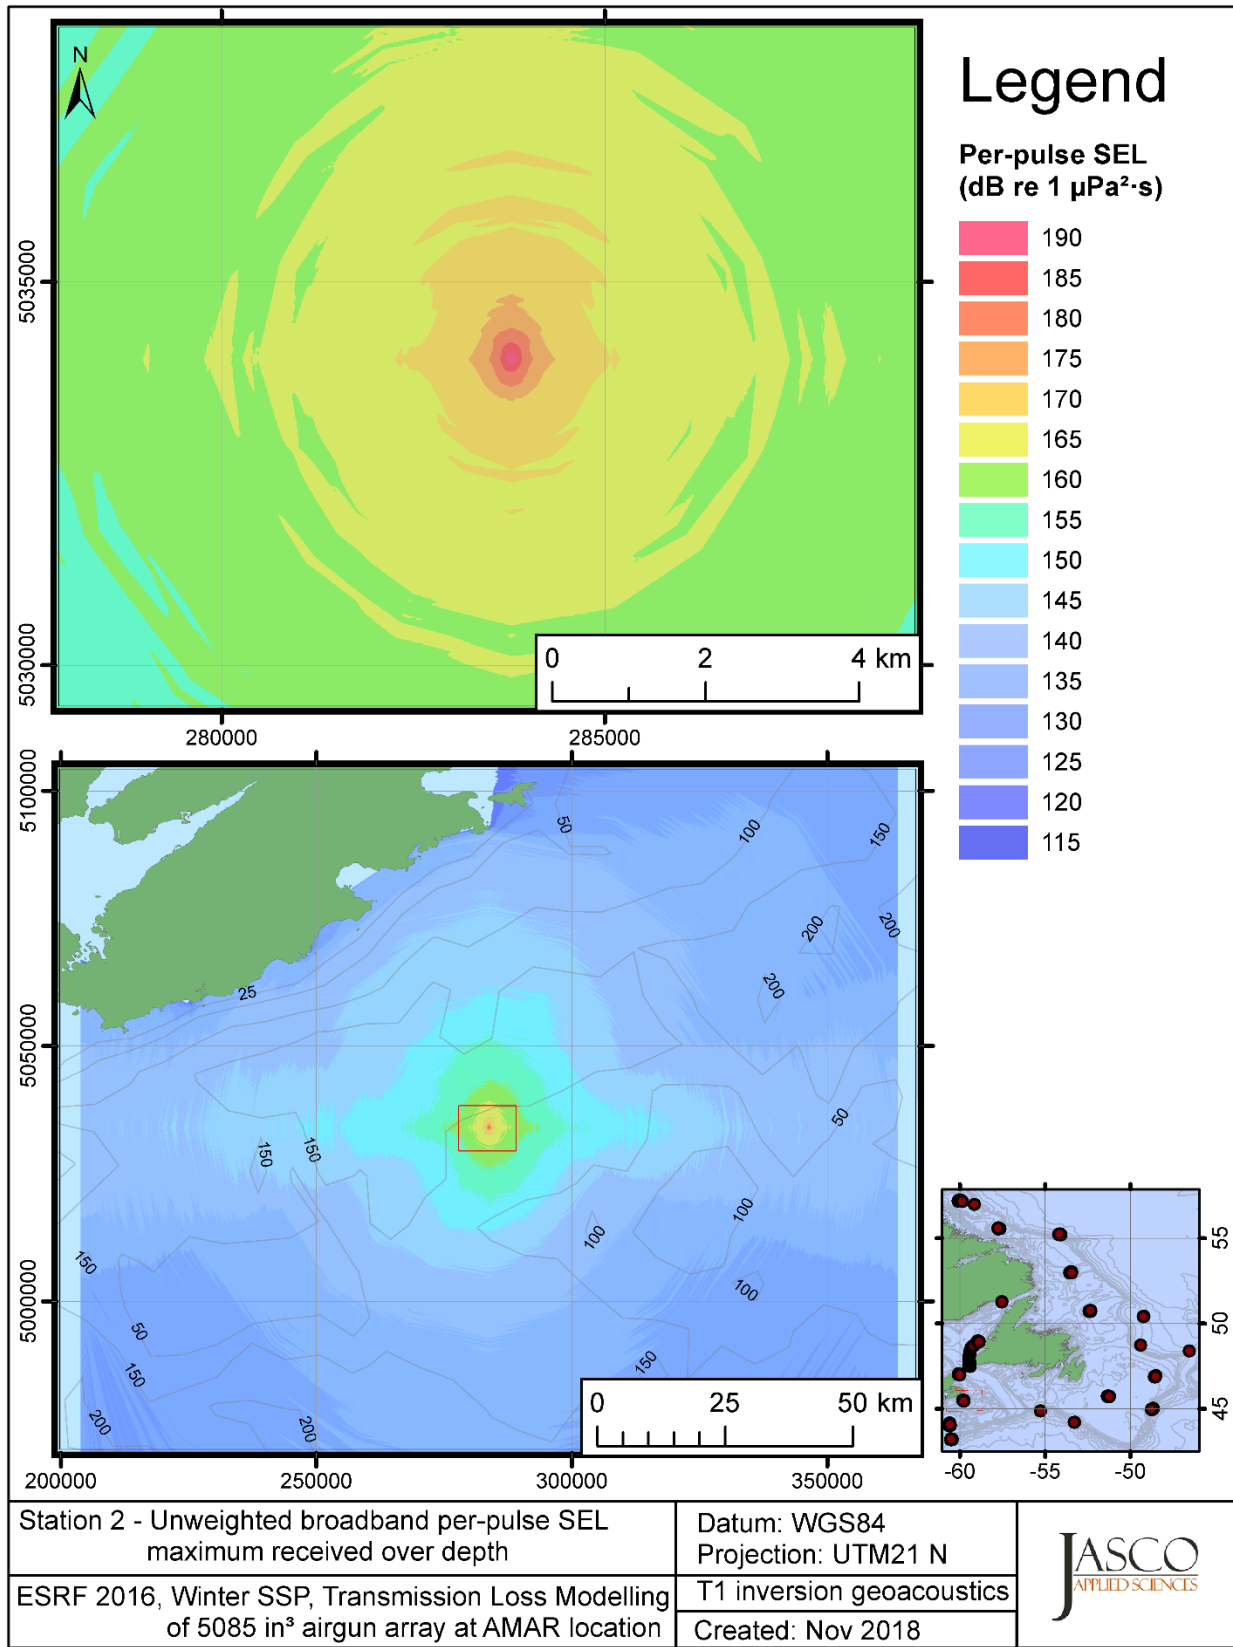 N
5035000
5030000
0 2 4 km
280000 285000
Legend
Per-pulse SEL
(dB re 1 µPa²·s)
190
185
180
175
170
165
160
155
150
145
140
135
130
125
120
115
5100000
5050000
5000000
50
100
150
200
200
200
25
50
150
150
100
100
100
150
50
150
150
200
200
0 25 50 km
200000 250000 300000 350000
55
50
45
-60 -55 -50
Station 2 - Unweighted broadband per-pulse SEL
maximum received over depth
ESRF 2016, Winter SSP, Transmission Loss Modelling
of 5085 in³ airgun array at AMAR location
Datum: WGS84
Projection: UTM21 N
T1 inversion geoacoustics
Created: Nov 2018
JASCO
APPLIED SCIENCES